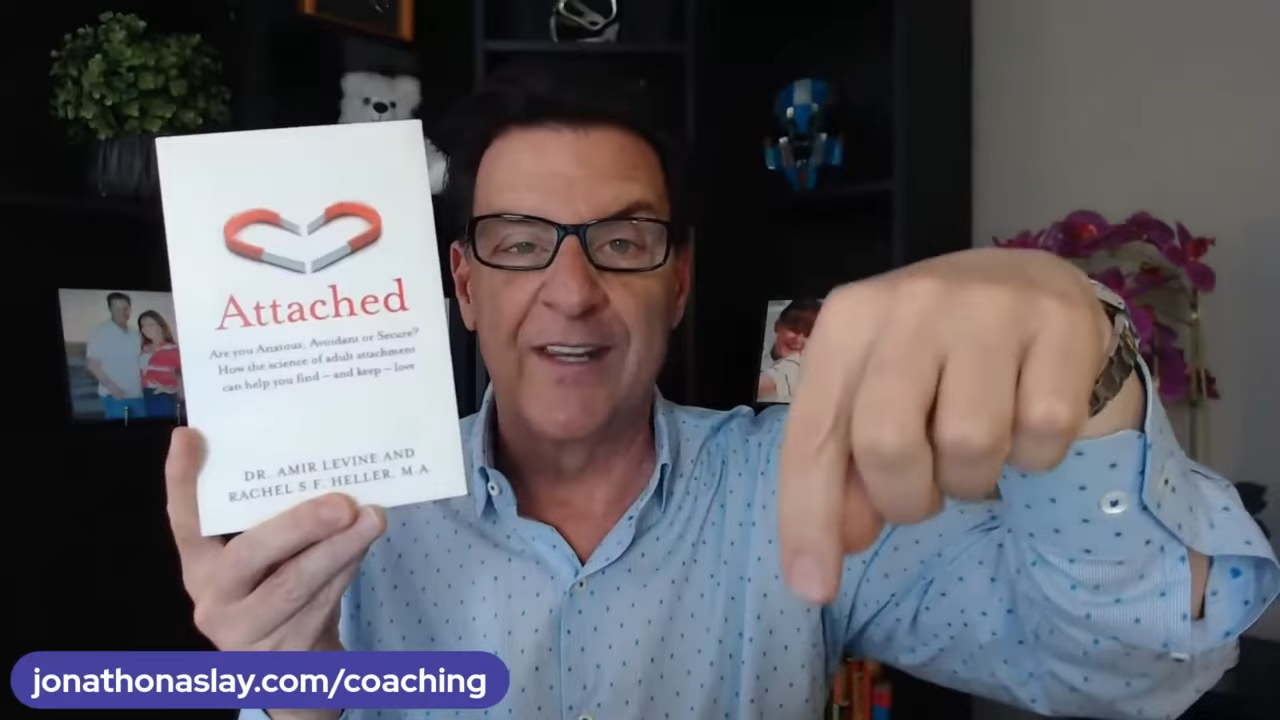 Attached
Are you Anxious, Avoidant or Secure?
How the science of adult attachment
can help you find – and keep – love
DR. AMIR LEVINE AND
RACHEL S F. HELLER, M.A.
jonathonaslay.com/coaching